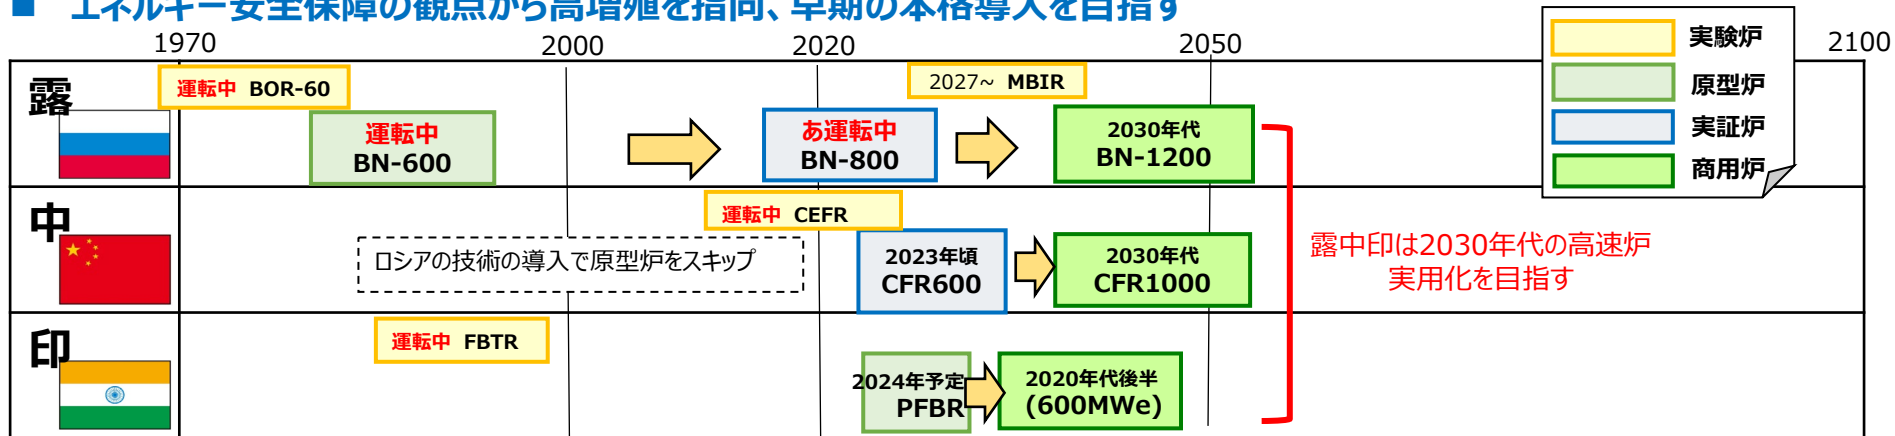 ■ エネルギー安全保障の観点から高増殖を指向、早期の本格導入を目指す
1970 2000 2020 2050 2100
実験炉
原型炉
実証炉
商用炉
露
運転中 BOR-60
2027~ MBIR
運転中
BN-600
あ運転中
BN-800
2030年代
BN-1200
中
運転中 CEFR
ロシアの技術の導入で原型炉をスキップ
2023年頃
CFR600
2030年代
CFR1000
露中印は2030年代の高速炉
実用化を目指す
印
運転中 FBTR
2024年予定
PFBR
2020年代後半
(600MWe)